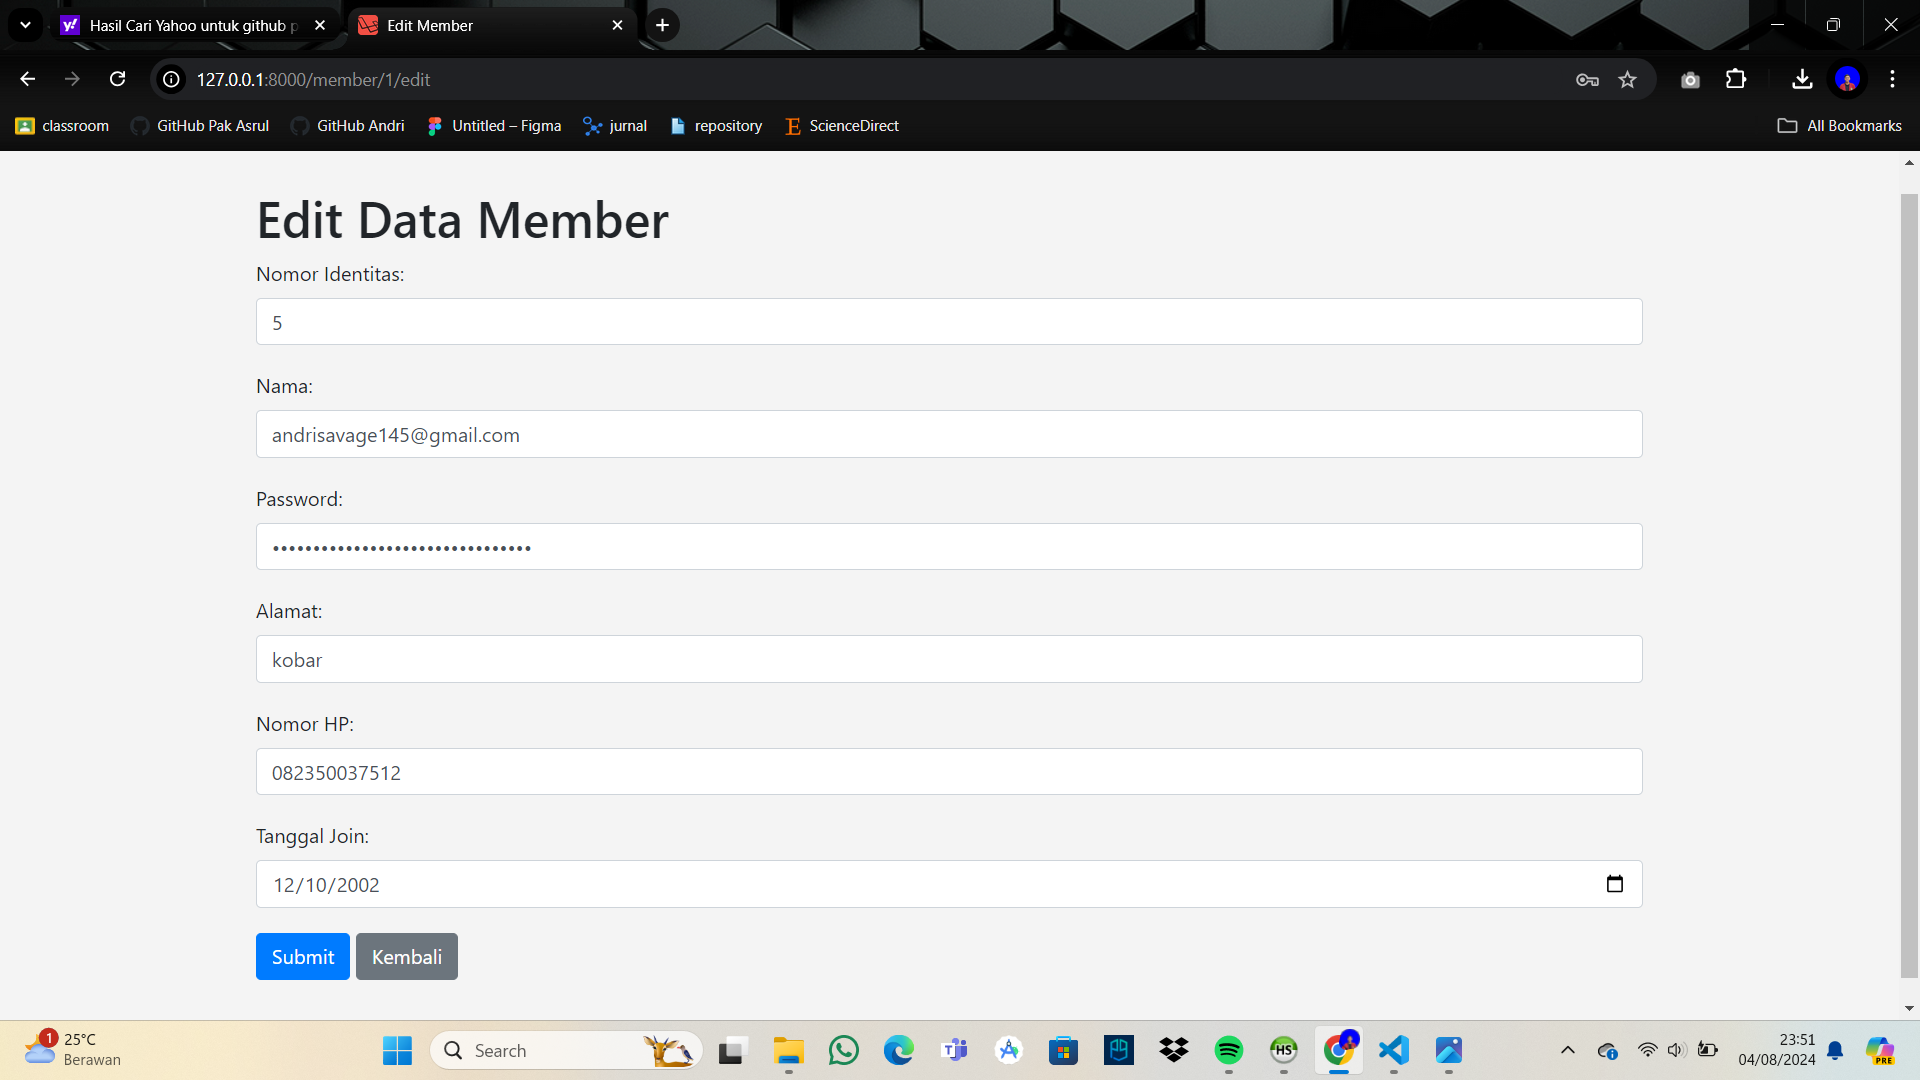 Hasil Cari Yahoo untuk github p
Edit Member
127.0.0.1:8000/member/1/edit
classroom
GitHub Pak Asrul
GitHub Andri
Untitled – Figma
jurnal
repository
ScienceDirect
All Bookmarks
Edit Data Member
Nomor Identitas:
5
Nama:
andrisavage145@gmail.com
Password:
••••••••••••••••••••••••••••••••
Alamat:
kobar
Nomor HP:
082350037512
Tanggal Join:
12/10/2002
Submit
Kembali
1
25°C
Berawan
Search
HS
PRE
23:51
04/08/2024